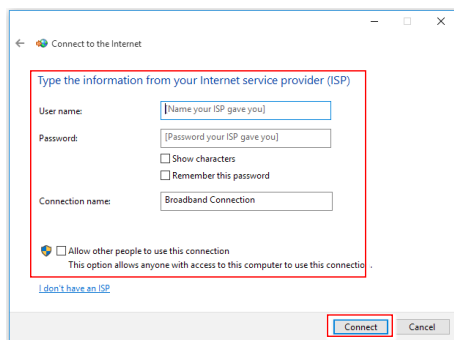 Connect to the Internet
Type the information from your Internet service provider (ISP)
User name:
[Name your ISP gave you]
Password:
[Password your ISP gave you]
Show characters
Remember this password
Connection name:
Broadband Connection
Allow other people to use this connection
This option allows anyone with access to this computer to use this connectio .
I don't have an ISP
Connect Cancel